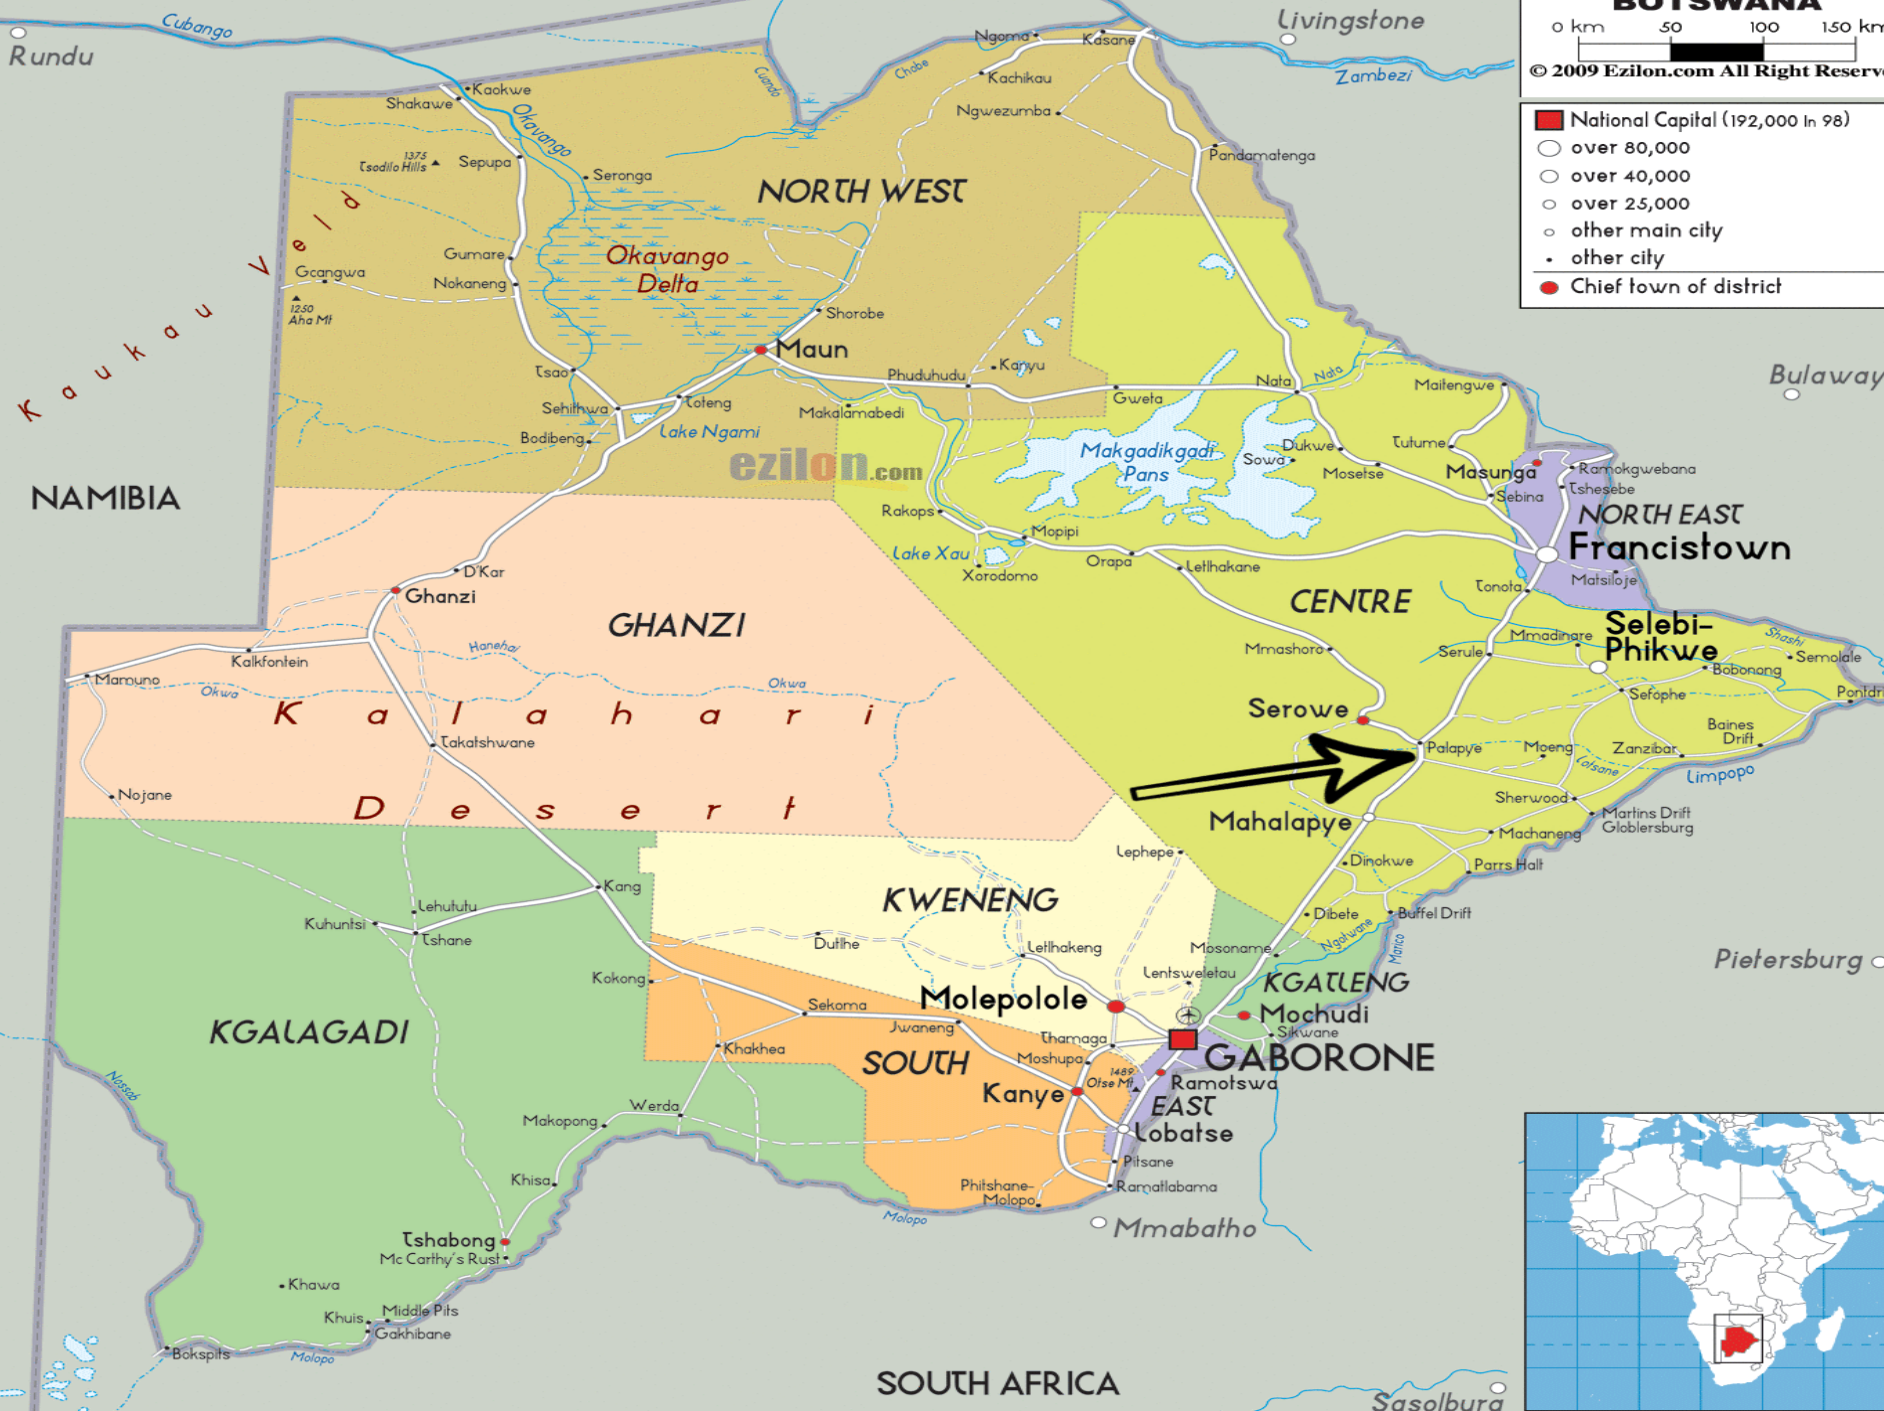 BOTSWANA
0 km 50 100 150 km
© 2009 Ezilon.com All Right Reserve
National Capital (192,000 In 98)
over 80,000
over 40,000
over 25,000
other main city
other city
Chief town of district
Rundu
Cubango
Livingstone
Zambezi
Ngoma
Kasane
Chobe
Cuando
Kachikau
Kaokwe
Shakawe
Okavango
Ngwezumba
1375
Tsodilo Hills
Sepupa
Pandamatenga
Seronga
NORTH WEST
Kaukau Veld
Okavango
Delta
Gumare
Gcangwa
Nokaneng
1250
Aha Mt
Shorobe
Maun
Tsao
Phuduhudu
Kanyu
Nata
Nata
Maitengwe
Bulaway
Gweta
Sehithwa
Toteng
Makalamabedi
Lake Ngami
Bodibeng
Makgadikgadi
Pans
Dukwe
Tutume
Sowa
Mosetse
Masunga
Ramokgwebana
Tshesebe
Sebina
ezilon.com
NAMIBIA
Rakops
NORTH EAST
Mopipi
Francistown
Lake Xau
Orapa
Letlhakane
Xorodomo
Matsiloje
Tonota
D'Kar
Ghanzi
CENTRE
GHANZI
Selebi-
Phikwe
Mmadinare
Shashi
Hanehai
Kalkfontein
Mmashoro
Serule
Semolale
Bobonong
Mamuno
Okwa
Okwa
Sefophe
Pontdri
Kalahari
Serowe
Baines
Drift
Takatshwane
Palapye
Moeng
Zanzibar
Lotsane
Limpopo
Nojane
Sherwood
Desert
Mahalapye
Martins Drift
Globlersburg
Machaneng
Lephepe
Dinokwe
Parrs Halt
Kang
KWENENG
Lehututu
Dibete
Buffel Drift
Kuhuntsi
Tshane
Dutlhe
Letlhakeng
Mosoname
Ngotwane
Marico
Pietersburg
Kokong
Lentsweletau
KGATLENG
Molepolole
Sekoma
Mochudi
KGALAGADI
Jwaneng
Thamaga
Sikwane
Khakhea
SOUTH
Moshupa
GABORONE
1489
Otse Mt
Ramotswa
Nossab
Kanye
EAST
Werda
Makopong
Lobatse
Pitsane
Khisa
Phitshane-
Molopo
Ramatlabama
Molopo
Mmabatho
Tshabong
Mc Carthy's Rust
Khawa
Middle Pits
Khuis
Gakhibane
Bokspits
Molopo
SOUTH AFRICA
Sasolburg